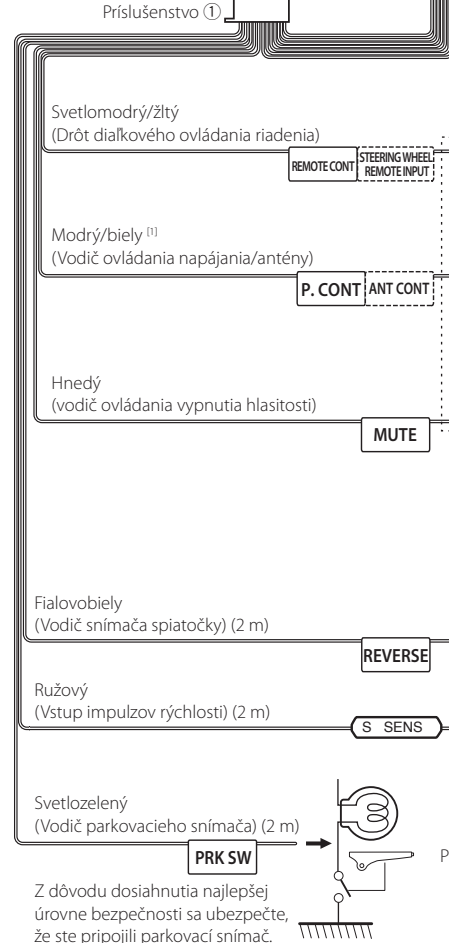 Príslušenstvo ①
Svetlomodrý/žltý
(Drôt diaľkového ovládania riadenia)
REMOTE CONT
STEERING WHEEL
REMOTE INPUT
Modrý/biely [1]
(Vodič ovládania napájania/antény)
P. CONT
ANT CONT
Hnedý
(vodič ovládania vypnutia hlasitosti)
MUTE
Fialovobiely
(Vodič snímača spiatočky) (2 m)
REVERSE
Ružový
(Vstup impulzov rýchlosti) (2 m)
S SENS
Svetlozelený
(Vodič parkovacieho snímača) (2 m)
PRK SW
P
Z dôvodu dosiahnutia najlepšej
úrovne bezpečnosti sa ubezpečte,
že ste pripojili parkovací snímač.